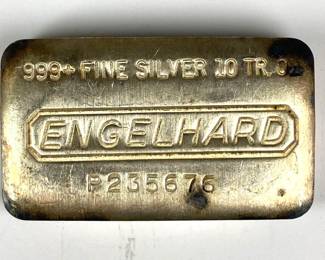 999+ FINE SILVER 10 TR. OZ
ENGELHARD
P235676